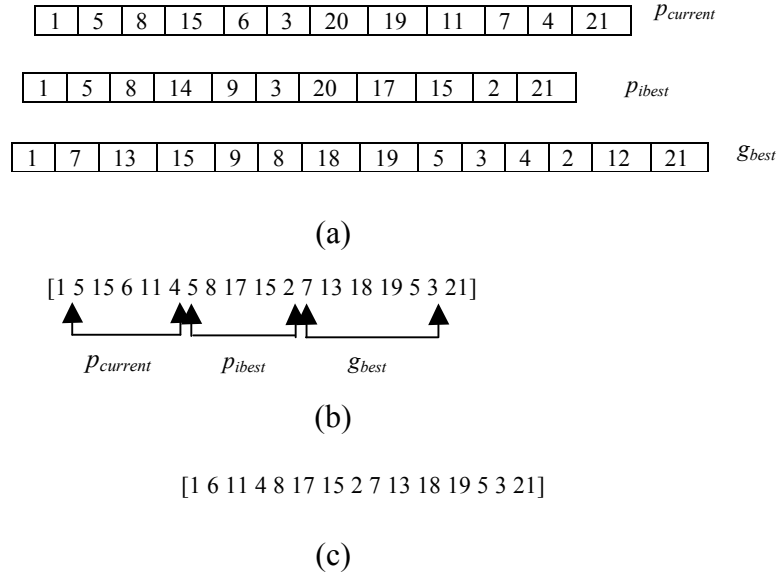 1 5 8 15 6 3 20 19 11 7 4 21 pcurrent
1 5 8 14 9 3 20 17 15 2 21 pibest
1 7 13 15 9 8 18 19 5 3 4 2 12 21 gbest
(a)
[1 5 15 6 11 4 5 8 17 15 2 7 13 18 19 5 3 21]
pcurrent pibest gbest
(b)
[1 6 11 4 8 17 15 2 7 13 18 19 5 3 21]
(c)